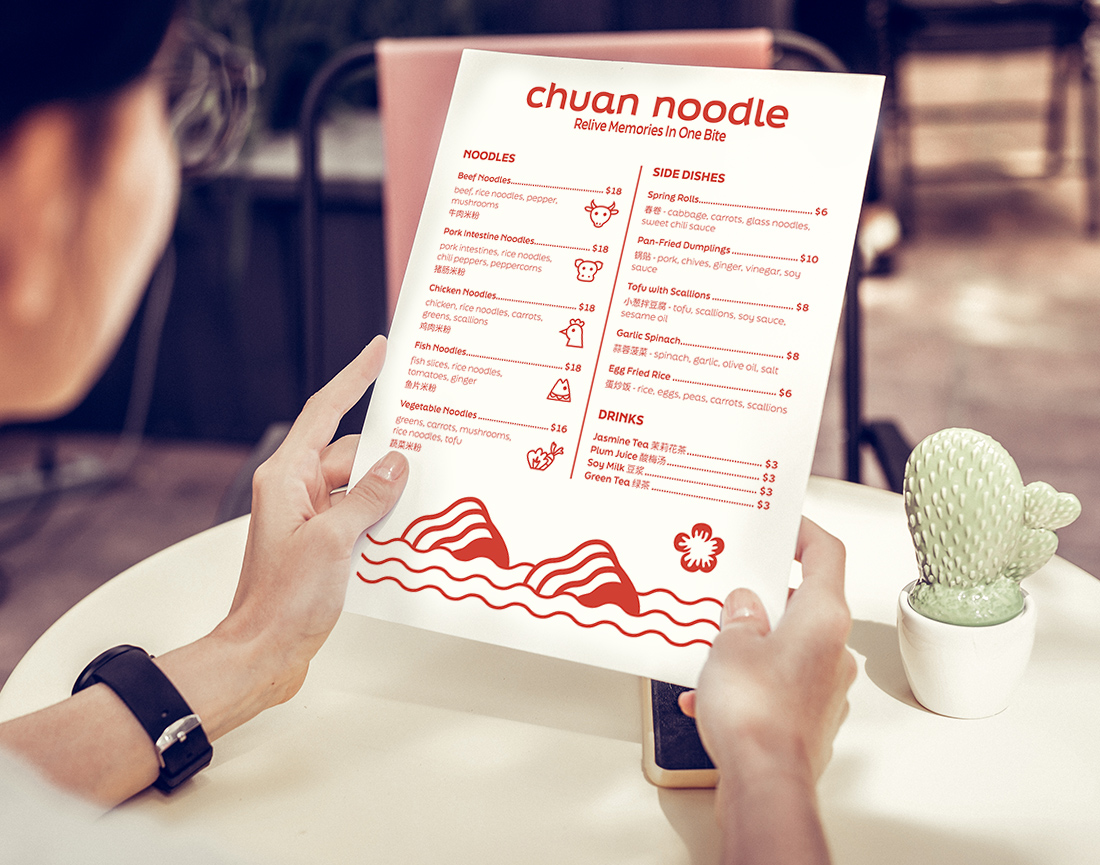 chuan noodle
Relive Memories In One Bite
NOODLES
Beef Noodles $18
beef, rice noodles, pepper,
mushrooms
牛肉米粉
Pork Intestine Noodles $18
pork intestines, rice noodles,
chili peppers, peppercorns
猪肠米粉
Chicken Noodles $18
chicken, rice noodles, carrots,
greens, scallions
鸡肉米粉
Fish Noodles $18
fish slices, rice noodles,
tomatoes, ginger
鱼片米粉
Vegetable Noodles $16
greens, carrots, mushrooms,
rice noodles, tofu
蔬菜米粉
SIDE DISHES
Spring Rolls $6
春卷 - cabbage, carrots, glass noodles,
sweet chili sauce
Pan-Fried Dumplings $10
锅贴 - pork, chives, ginger, vinegar, soy
sauce
Tofu with Scallions $8
小葱拌豆腐 - tofu, scallions, soy sauce,
sesame oil
Garlic Spinach $8
蒜蓉菠菜 - spinach, garlic, olive oil, salt
Egg Fried Rice $6
蛋炒饭 - rice, eggs, peas, carrots, scallions
DRINKS
Jasmine Tea 茉莉花茶 $3
Plum Juice 酸梅汤 $3
Soy Milk 豆浆 $3
Green Tea 绿茶 $3